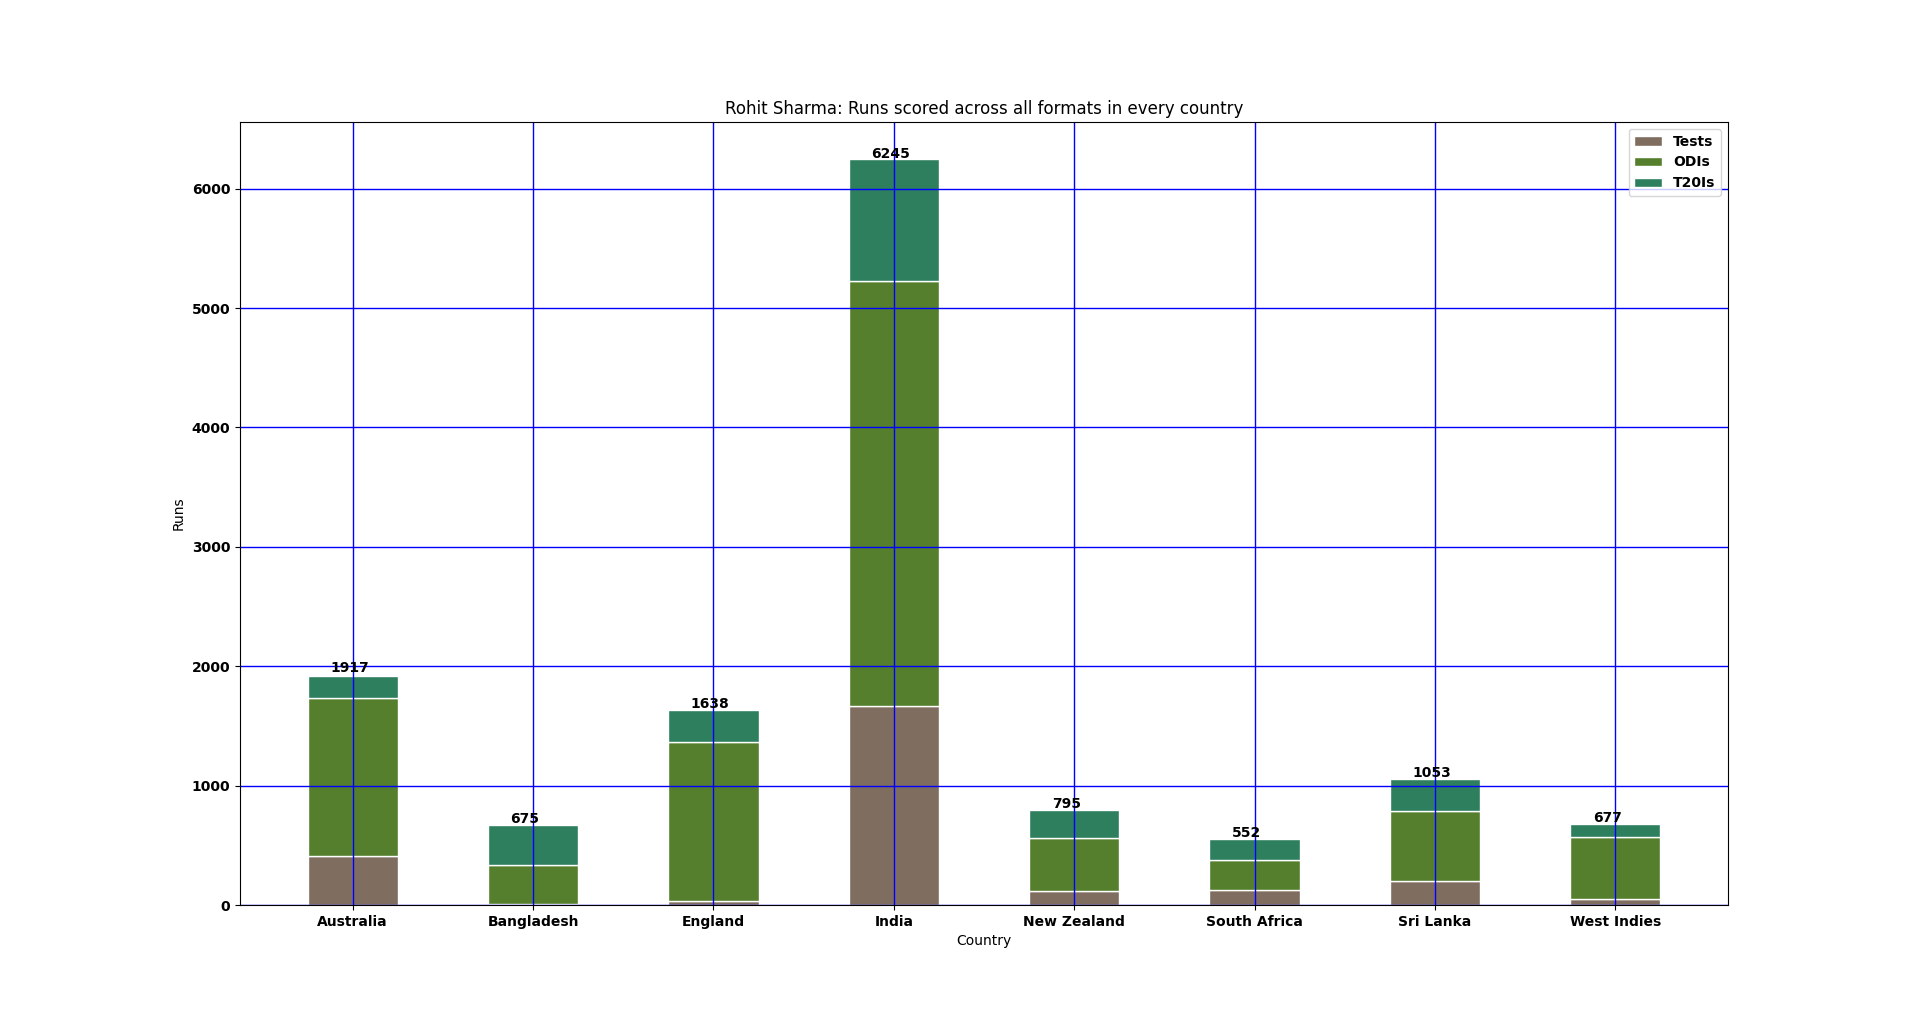 Rohit Sharma: Runs scored across all formats in every country
Tests
ODIs
T20Is
Runs
6000
5000
4000
3000
2000
1000
0
1917
675
1638
6245
795
552
1053
677
Australia Bangladesh England India New Zealand South Africa Sri Lanka West Indies
Country